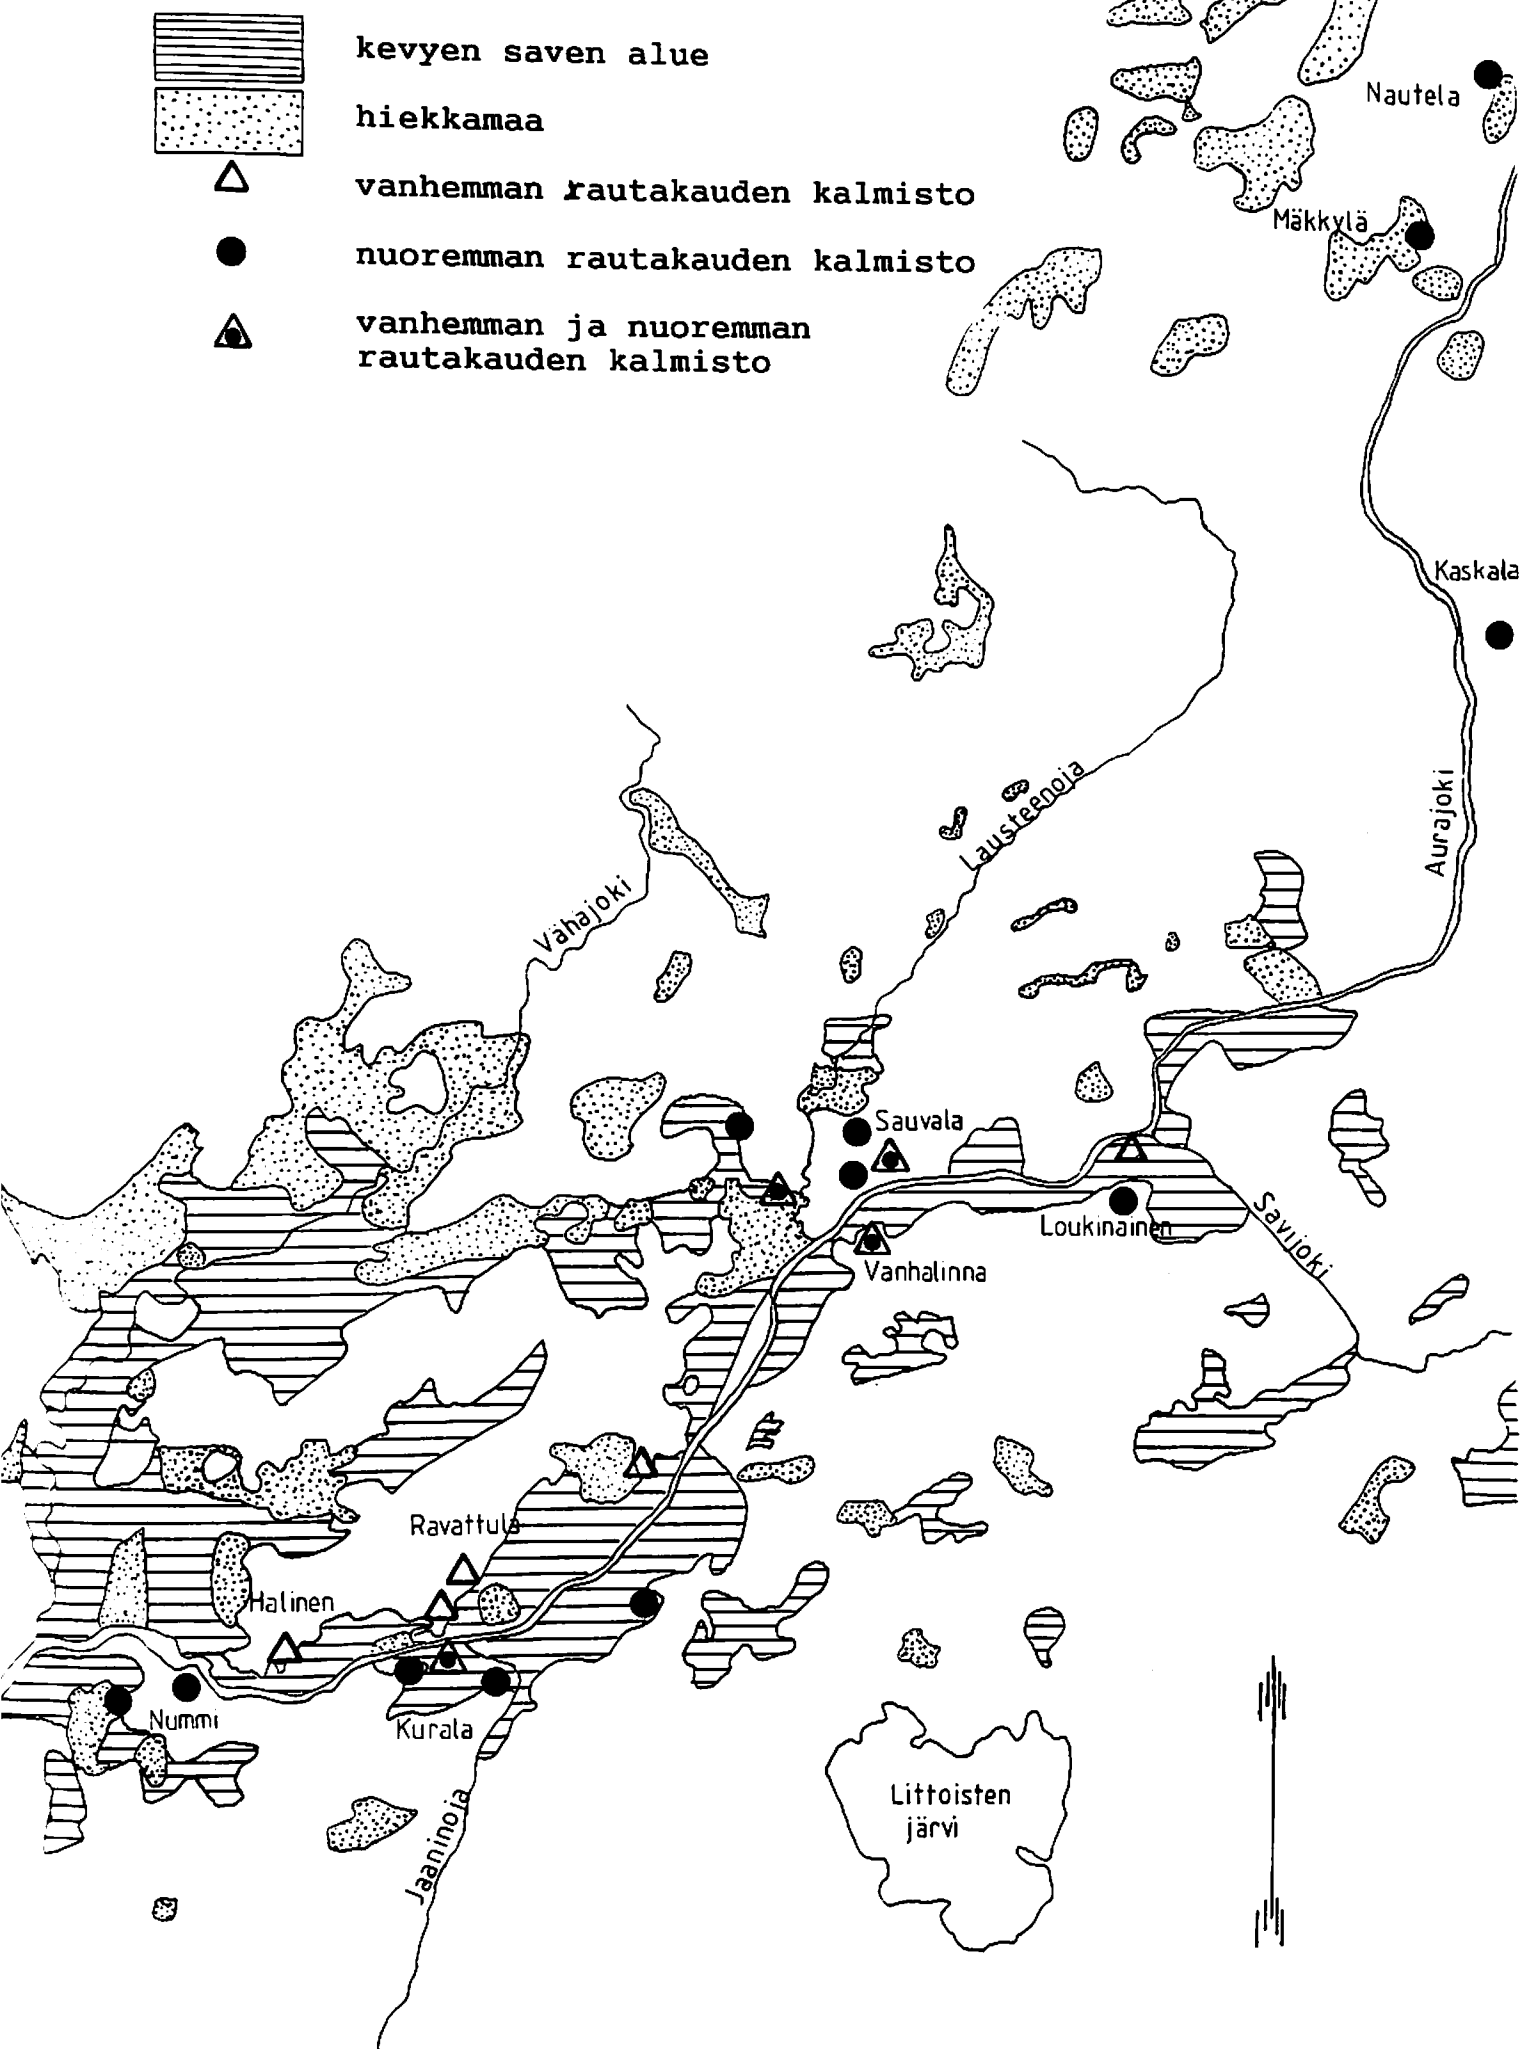 kevyen saven alue
hiekkamaa
vanhemman rautakauden kalmisto
nuoremman rautakauden kalmisto
vanhemman ja nuoremman
rautakauden kalmisto
Nautela
Mäkkylä
Kaskala
Aurajoki
Lausteenoja
Vähäjoki
Sauvala
Loukinainen
Savijoki
Vanhalinna
Ravattula
Halinen
Nummi
Kurala
Littoisten
järvi
Jaaninoja